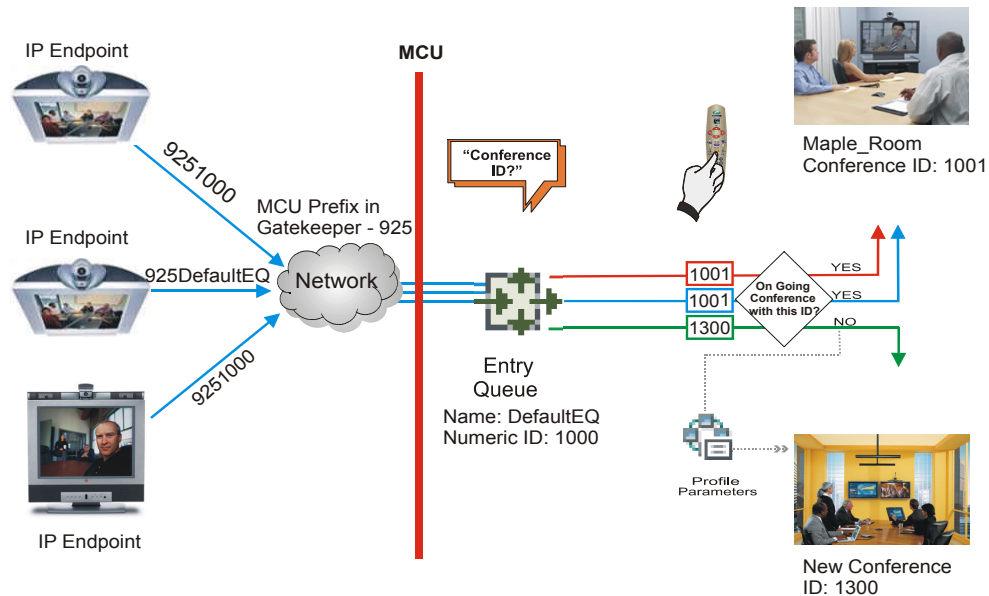 IP Endpoint
MCU
9251000
"Conference
ID?"
Maple_Room
Conference ID: 1001
MCU Prefix in
Gatekeeper - 925
IP Endpoint
925DefaultEQ
Network
1001
YES
On Going
Conference
with this ID?
1001
YES
1300
NO
9251000
Entry
Queue
Name: DefaultEQ
Numeric ID: 1000
Profile
Parameters
IP Endpoint
New Conference
ID: 1300